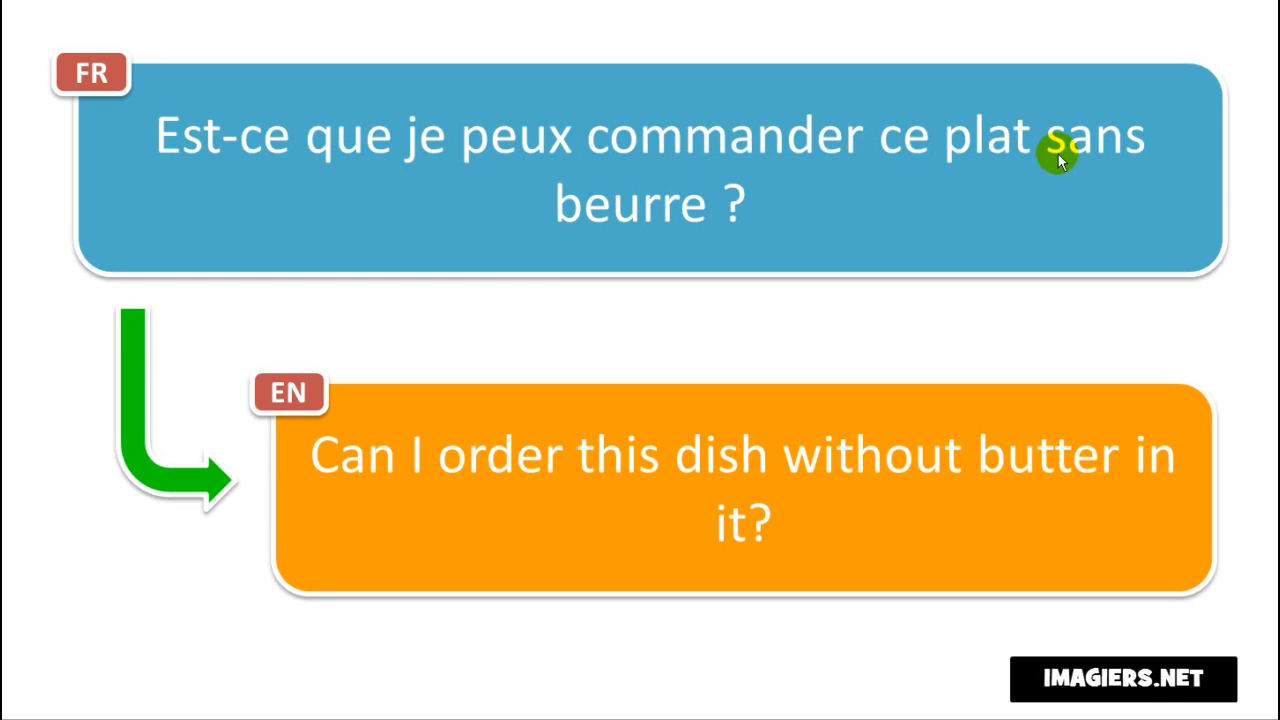 FR
Est-ce que je peux commander ce plat sans
beurre ?
EN
Can I order this dish without butter in
it?
IMAGIERS.NET